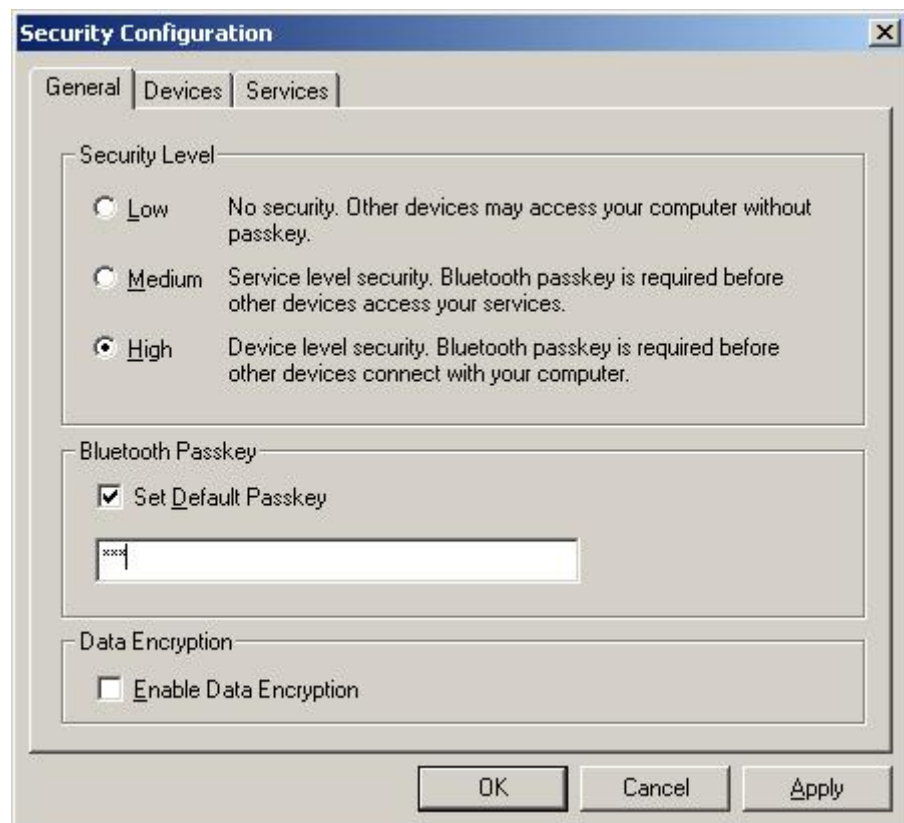 Security Configuration
General Devices Services
Security Level
Low No security. Other devices may access your computer without
passkey.
Medium Service level security. Bluetooth passkey is required before
other devices access your services.
High Device level security. Bluetooth passkey is required before
other devices connect with your computer.
Bluetooth Passkey
Set Default Passkey
***
Data Encryption
Enable Data Encryption
OK Cancel Apply